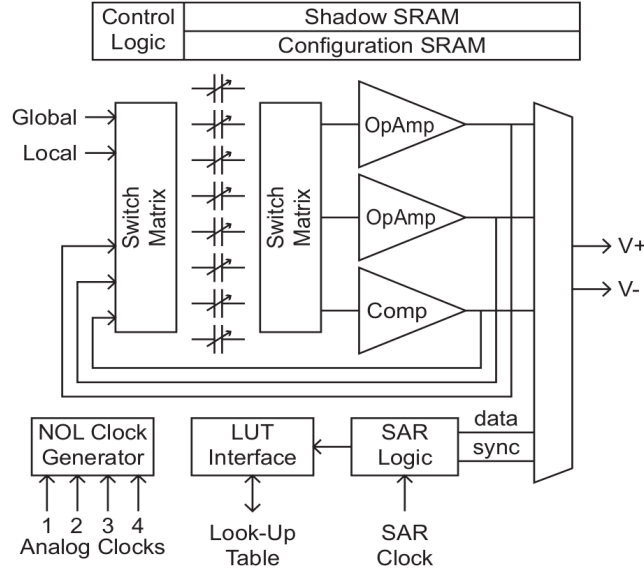 Control
Logic
Shadow SRAM
Configuration SRAM
Global
Local
Switch
Matrix
Switch
Matrix
OpAmp
OpAmp
Comp
V+
V-
NOL Clock
Generator
LUT
Interface
SAR
Logic
data
sync
1 2 3 4
Analog Clocks
Look-Up
Table
SAR
Clock